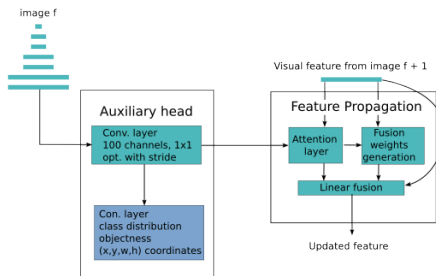 image f
Visual feature from image f + 1
Auxiliary head
Conv. layer
100 channels, 1x1
opt. with stride
Con. layer
class distribution
objectness
(x,y,w,h) coordinates
Feature Propagation
Attention
layer
Fusion
weights
generation
Linear fusion
Updated feature